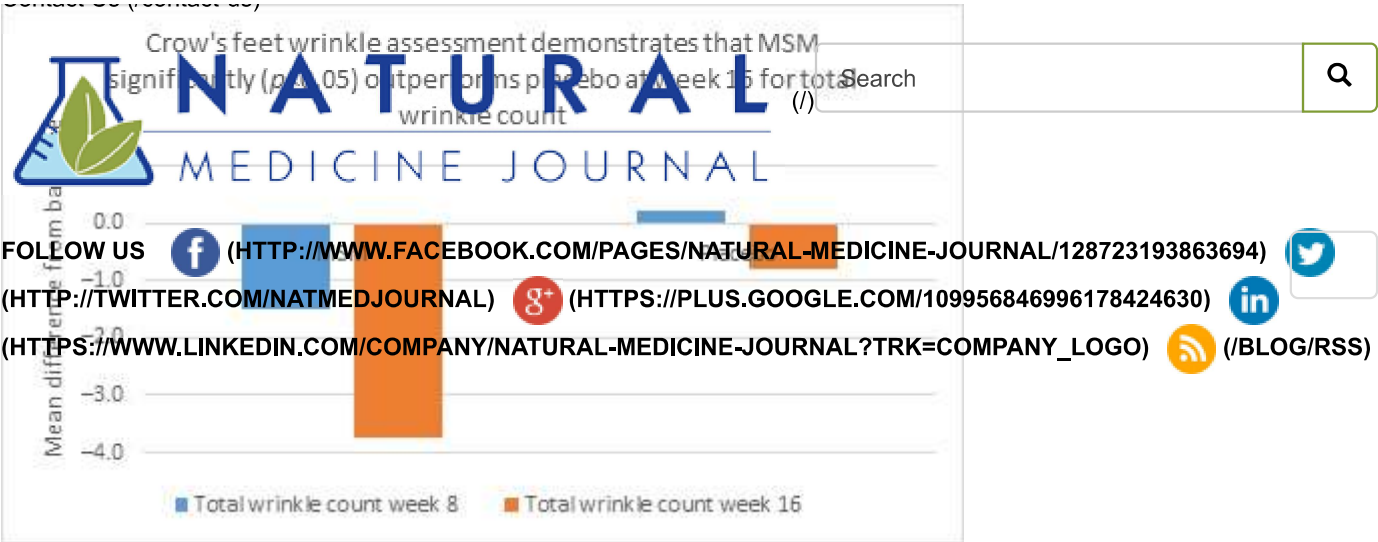 Contact Us (/contact-us)
Crow's feet wrinkle assessment demonstrates that MSM
05) outperforms placebo at week 16 for total
wrinkle count
NATURAL
(/)
Search
MEDICINE JOURNAL
0.0
FOLLOW US (HTTP://WWW.FACEBOOK.COM/PAGES/NATURAL-MEDICINE-JOURNAL/128723193863694)
−1.0
(HTTP://TWITTER.COM/NATMEDJOURNAL) (HTTPS://PLUS.GOOGLE.COM/109956846996178424630)
−2.0
(HTTPS://WWW.LINKEDIN.COM/COMPANY/NATURAL-MEDICINE-JOURNAL?TRK=COMPANY_LOGO) (/BLOG/RSS)
−3.0
−4.0
Mean difference from
Total wrinkle count week 8
Total wrinkle count week 16